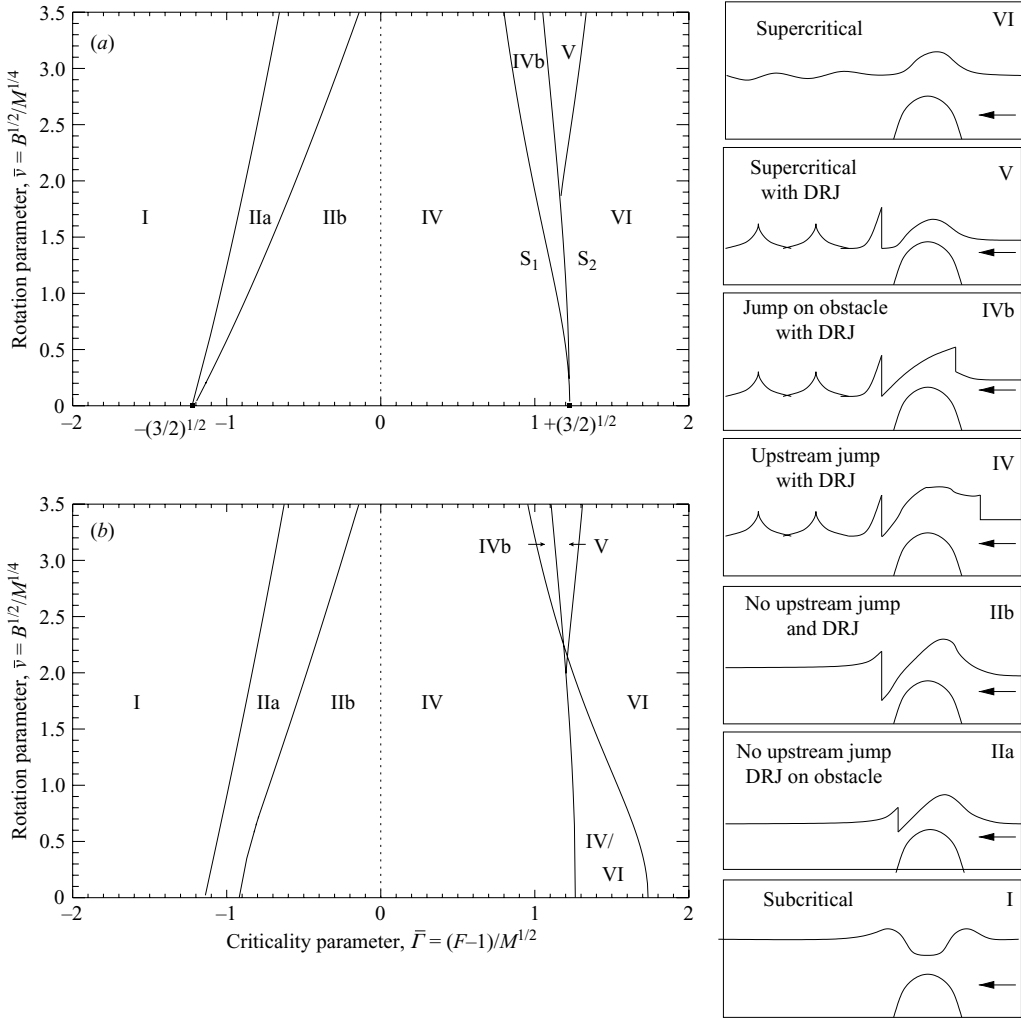 (a)
3.5
3.0
2.5
2.0
1.5
1.0
0.5
0
Rotation parameter, ν̄ = B^{1/2}/M^{1/4}
I
IIa
IIb
IV
IVb
V
VI
S₁
S₂
−2
−(3/2)^{1/2}
−1
0
1
+(3/2)^{1/2}
2
(b)
3.5
3.0
2.5
2.0
1.5
1.0
0.5
0
Rotation parameter, ν̄ = B^{1/2}/M^{1/4}
IVb
V
I
IIa
IIb
IV
VI
IV/
VI
−2
−1
0
1
2
Criticality parameter, Γ̄ = (F−1)/M^{1/2}
VI
Supercritical
V
Supercritical
with DRJ
IVb
Jump on obstacle
with DRJ
IV
Upstream jump
with DRJ
IIb
No upstream jump
and DRJ
IIa
No upstream jump
DRJ on obstacle
I
Subcritical